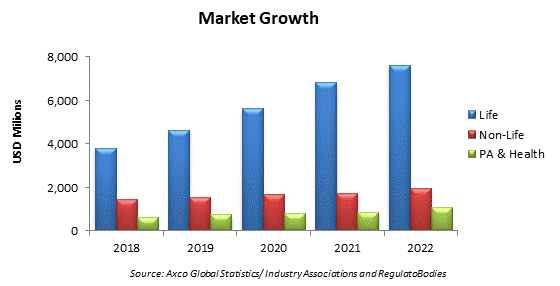 Market Growth
USD Milions
8,000
6,000
4,000
2,000
0
2018 2019 2020 2021 2022
Life
Non-Life
PA & Health
Source: Axco Global Statistics/ Industry Associations and RegulatoBodies